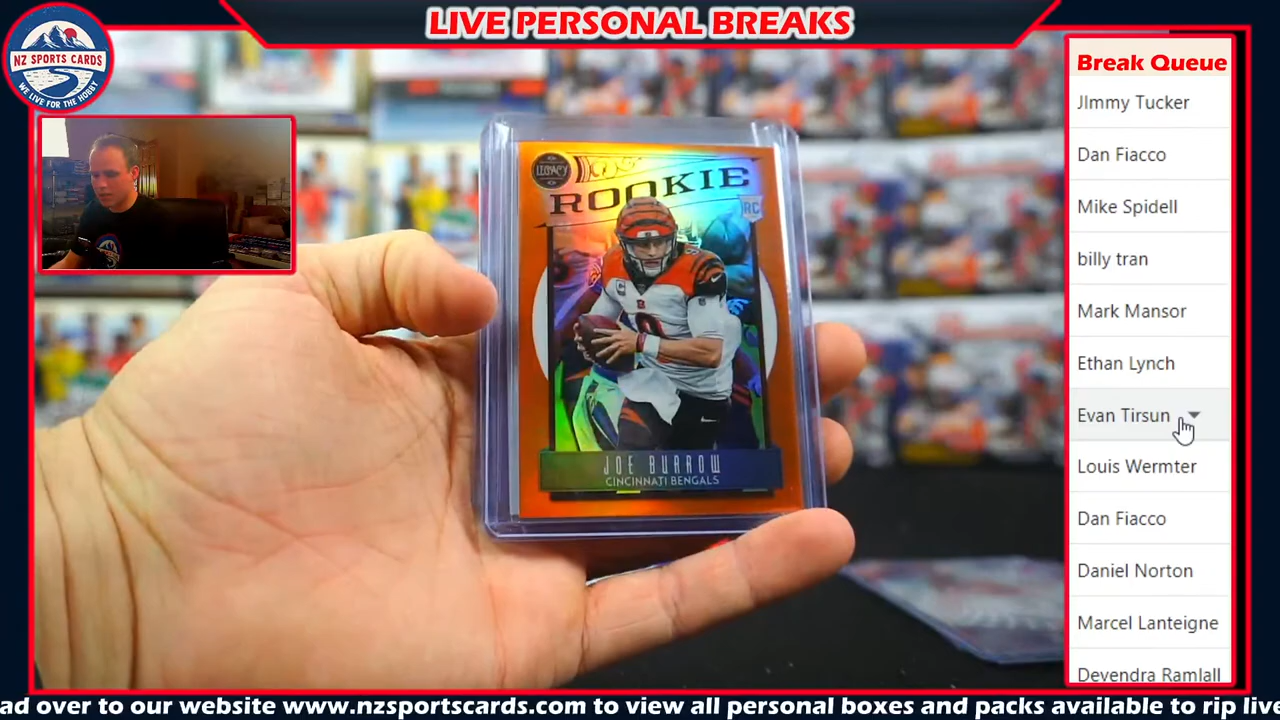 LIVE PERSONAL BREAKS
NZ SPORTS CARDS
WE LIVE FOR THE HOBBY
Break Queue
JImmy Tucker
Dan Fiacco
Mike Spidell
billy tran
Mark Mansor
Ethan Lynch
Evan Tirsun
Louis Wermter
Dan Fiacco
Daniel Norton
Marcel Lanteigne
Devendra Ramlall
LEGACY
ROOKIE
RC
JOE BURROW
CINCINNATI BENGALS
ad over to our website www.nzsportscards.com to view all personal boxes and packs available to rip live